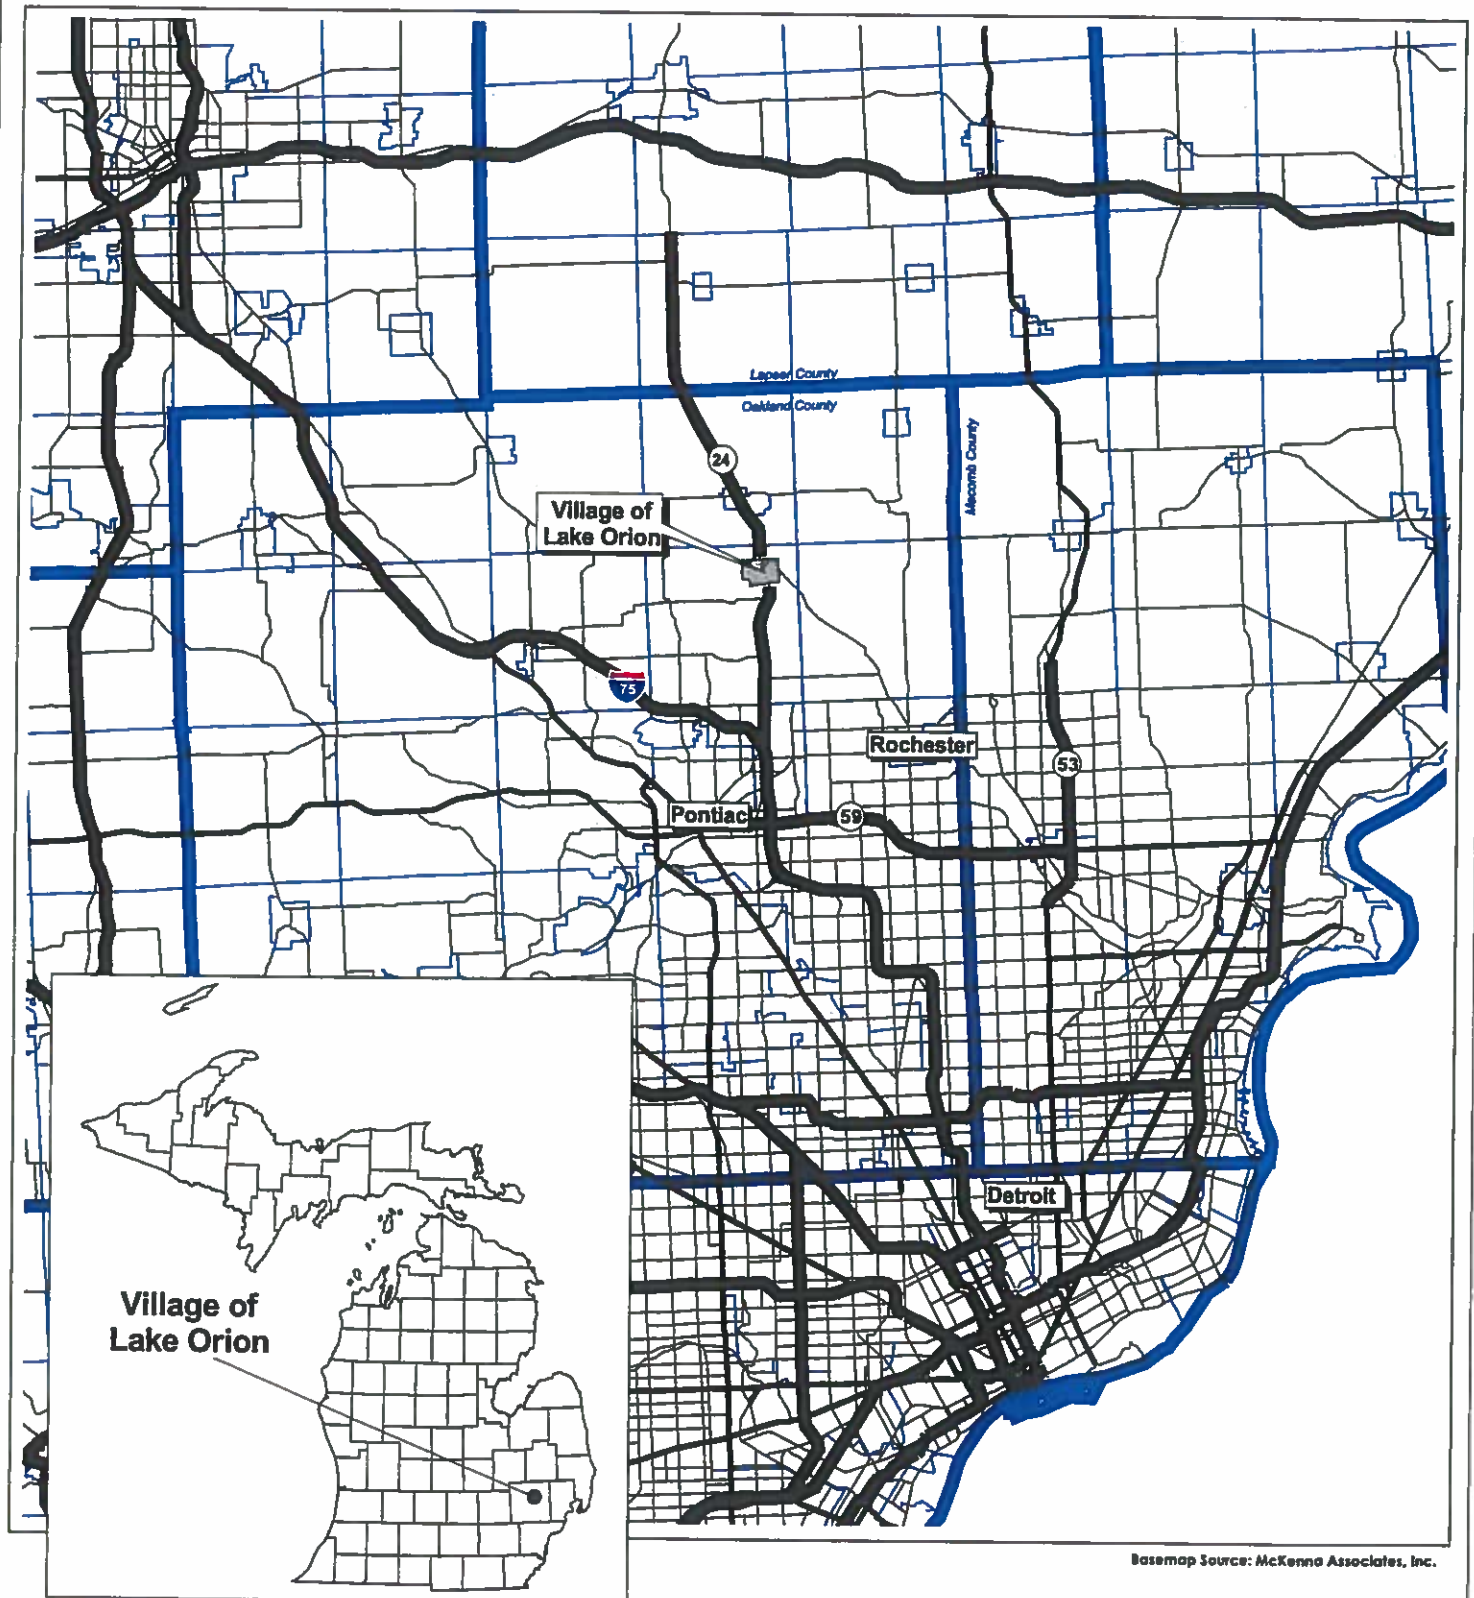 Lapeer County
Oakland County
Macomb County
24
Village of
Lake Orion
75
Rochester
53
Pontiac
59
Detroit
Village of
Lake Orion
Basemap Source: McKenna Associates, Inc.